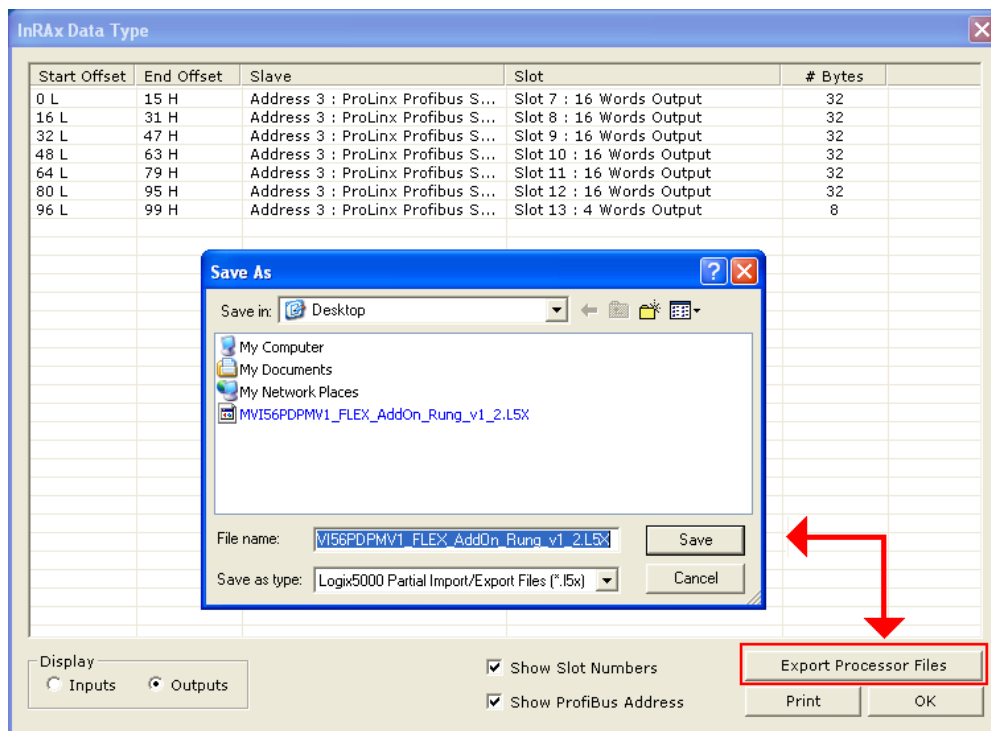 InRAx Data Type
Start Offset End Offset Slave Slot # Bytes
0 L 15 H Address 3 : ProLinx Profibus S... Slot 7 : 16 Words Output 32
16 L 31 H Address 3 : ProLinx Profibus S... Slot 8 : 16 Words Output 32
32 L 47 H Address 3 : ProLinx Profibus S... Slot 9 : 16 Words Output 32
48 L 63 H Address 3 : ProLinx Profibus S... Slot 10 : 16 Words Output 32
64 L 79 H Address 3 : ProLinx Profibus S... Slot 11 : 16 Words Output 32
80 L 95 H Address 3 : ProLinx Profibus S... Slot 12 : 16 Words Output 32
96 L 99 H Address 3 : ProLinx Profibus S... Slot 13 : 4 Words Output 8
Save As
Save in: Desktop
My Computer
My Documents
My Network Places
MVI56PDPMV1_FLEX_AddOn_Rung_v1_2.L5X
File name: VI56PDPMV1_FLEX_AddOn_Rung_v1_2.L5X Save
Save as type: Logix5000 Partial Import/Export Files (*.l5x) Cancel
Display
Inputs Outputs
Show Slot Numbers
Show ProfiBus Address
Export Processor Files
Print OK